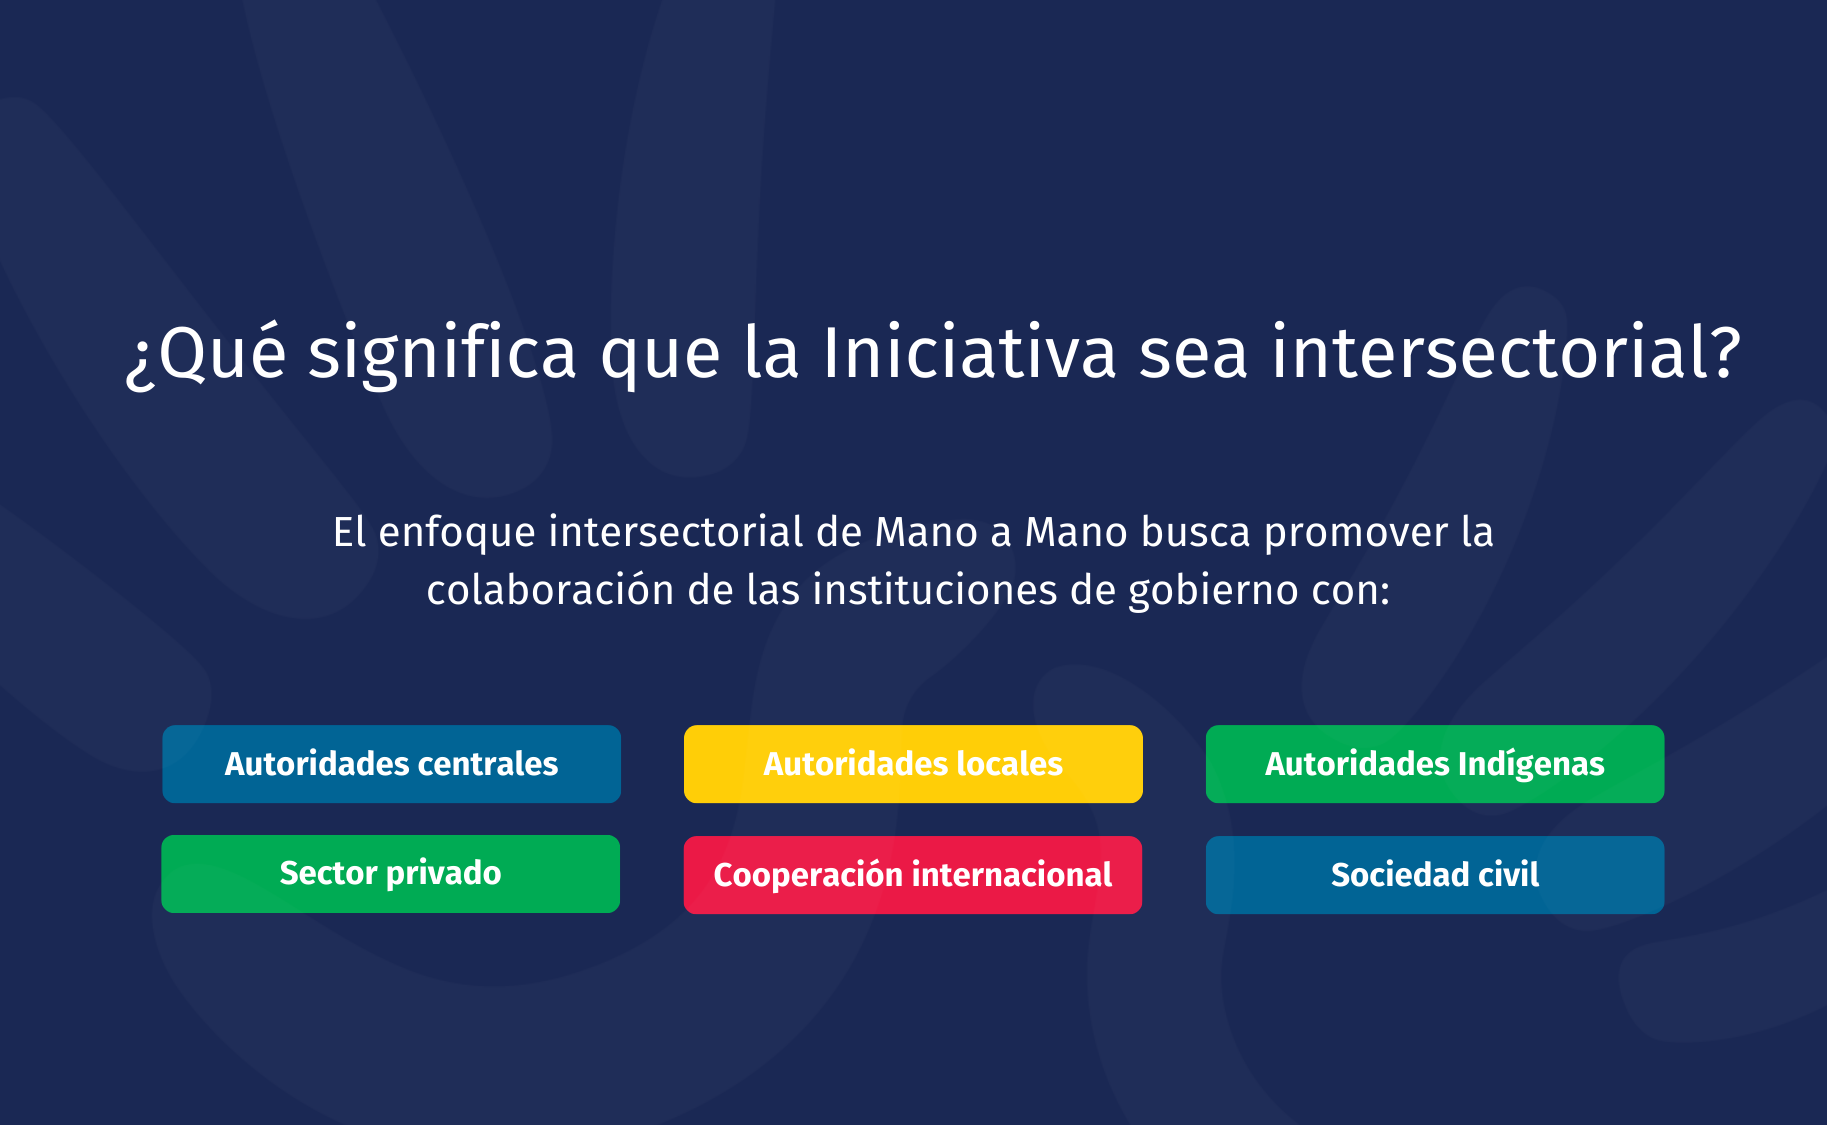 ¿Qué significa que la Iniciativa sea intersectorial?
El enfoque intersectorial de Mano a Mano busca promover la
colaboración de las instituciones de gobierno con:
Autoridades centrales
Autoridades locales
Autoridades Indígenas
Sector privado
Cooperación internacional
Sociedad civil